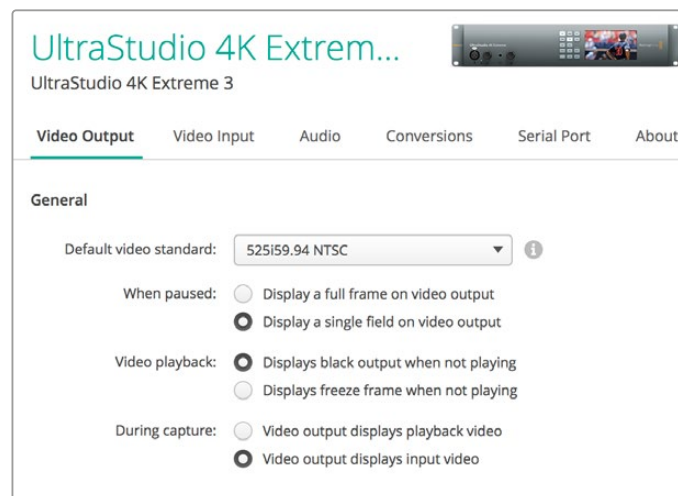 UltraStudio 4K Extrem...
UltraStudio 4K Extreme 3
Video Output Video Input Audio Conversions Serial Port About
General
Default video standard: 525i59.94 NTSC
When paused: Display a full frame on video output
Display a single field on video output
Video playback: Displays black output when not playing
Displays freeze frame when not playing
During capture: Video output displays playback video
Video output displays input video